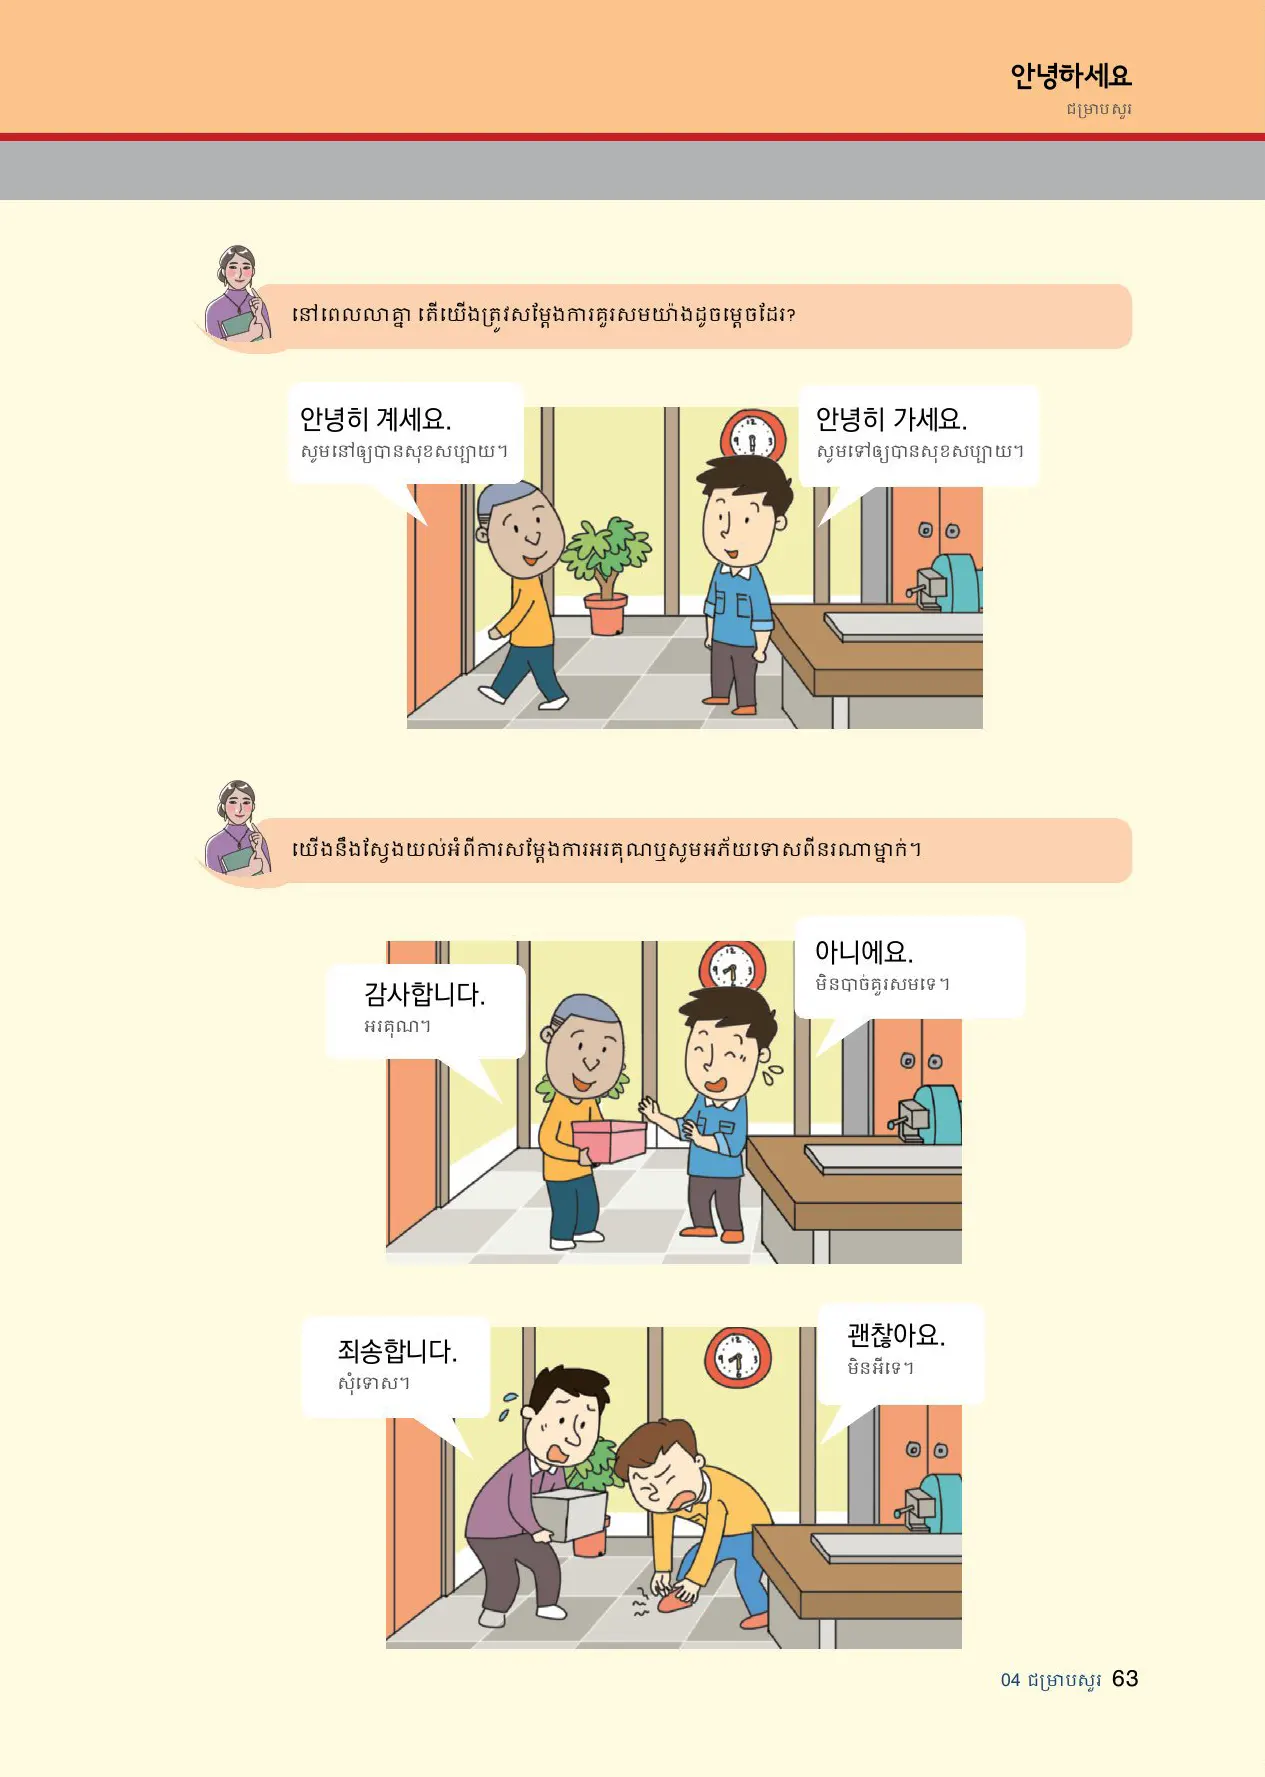 안녕하세요
ជម្រាបសួរ
នៅពេលលាគ្នា តើយើងត្រូវសម្តែងការគួរសមយ៉ាងដូចម្តេចដែរ?
안녕히 계세요.
សូមនៅឲ្យបានសុខសប្បាយ។
안녕히 가세요.
សូមទៅឲ្យបានសុខសប្បាយ។
យើងនឹងស្វែងយល់អំពីការសម្តែងការអរគុណឬសូមអភ័យទោសពីនរណាម្នាក់។
감사합니다.
អរគុណ។
아니에요.
មិនបាច់គួរសមទេ។
죄송합니다.
សុំទោស។
괜찮아요.
មិនអីទេ។
04 ជម្រាបសួរ 63